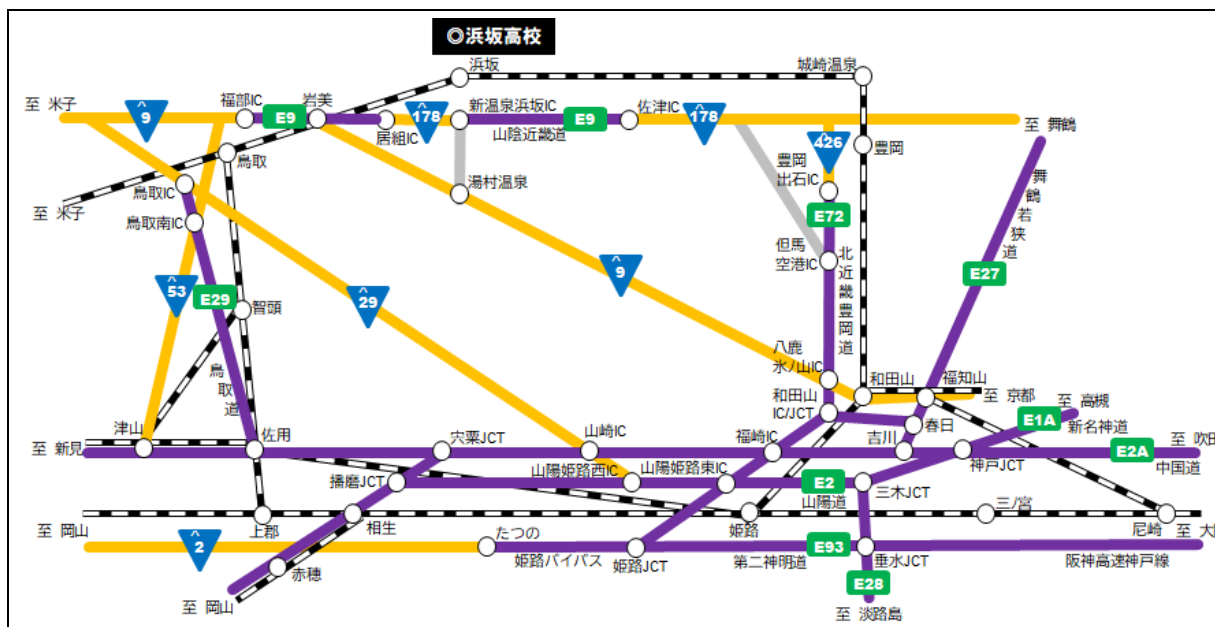 ◎浜坂高校
浜坂
城崎温泉
至 米子
9
福部IC
E9
岩美
178
居組IC
新温泉浜坂IC
山陰近畿道
E9
佐津IC
178
426
至 舞鶴
鳥取
豊岡
豊岡
出石IC
鳥取IC
湯村温泉
至 米子
鳥取南IC
E72
舞鶴若狭道
但馬
空港IC
北近畿豊岡道
9
E27
53
E29
29
智頭
鳥取道
八鹿
氷ノ山IC
和田山
福知山
至 京都
和田山
IC/JCT
至 高槻
E1A
新名神道
津山
佐用
宍粟JCT
山崎IC
福崎IC
春日
吉川
至 新見
神戸JCT
E2A
至 吹田
中国道
播磨JCT
山陽姫路西IC
山陽姫路東IC
E2
山陽道
三木JCT
至 岡山
上郡
相生
姫路
三ノ宮
尼崎
至 大
2
たつの
姫路バイパス
姫路JCT
第二神明道
E93
垂水JCT
阪神高速神戸線
赤穂
E28
至 岡山
至 淡路島